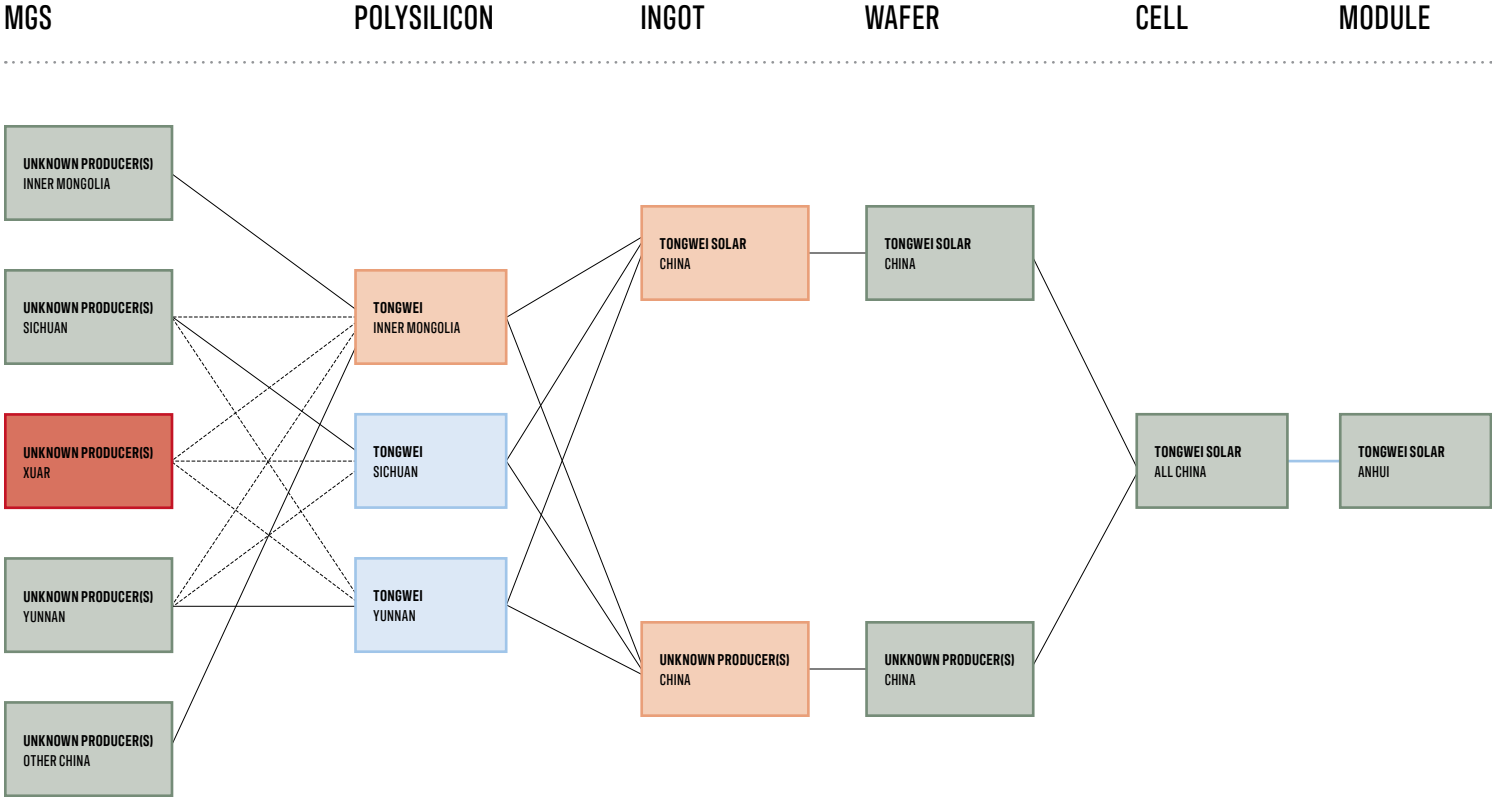 MGS
POLYSILICON
INGOT
WAFER
CELL
MODULE
UNKNOWN PRODUCER(S)
INNER MONGOLIA
UNKNOWN PRODUCER(S)
SICHUAN
UNKNOWN PRODUCER(S)
XUAR
UNKNOWN PRODUCER(S)
YUNNAN
UNKNOWN PRODUCER(S)
OTHER CHINA
TONGWEI
INNER MONGOLIA
TONGWEI
SICHUAN
TONGWEI
YUNNAN
TONGWEI SOLAR
CHINA
UNKNOWN PRODUCER(S)
CHINA
TONGWEI SOLAR
CHINA
UNKNOWN PRODUCER(S)
CHINA
TONGWEI SOLAR
ALL CHINA
TONGWEI SOLAR
ANHUI